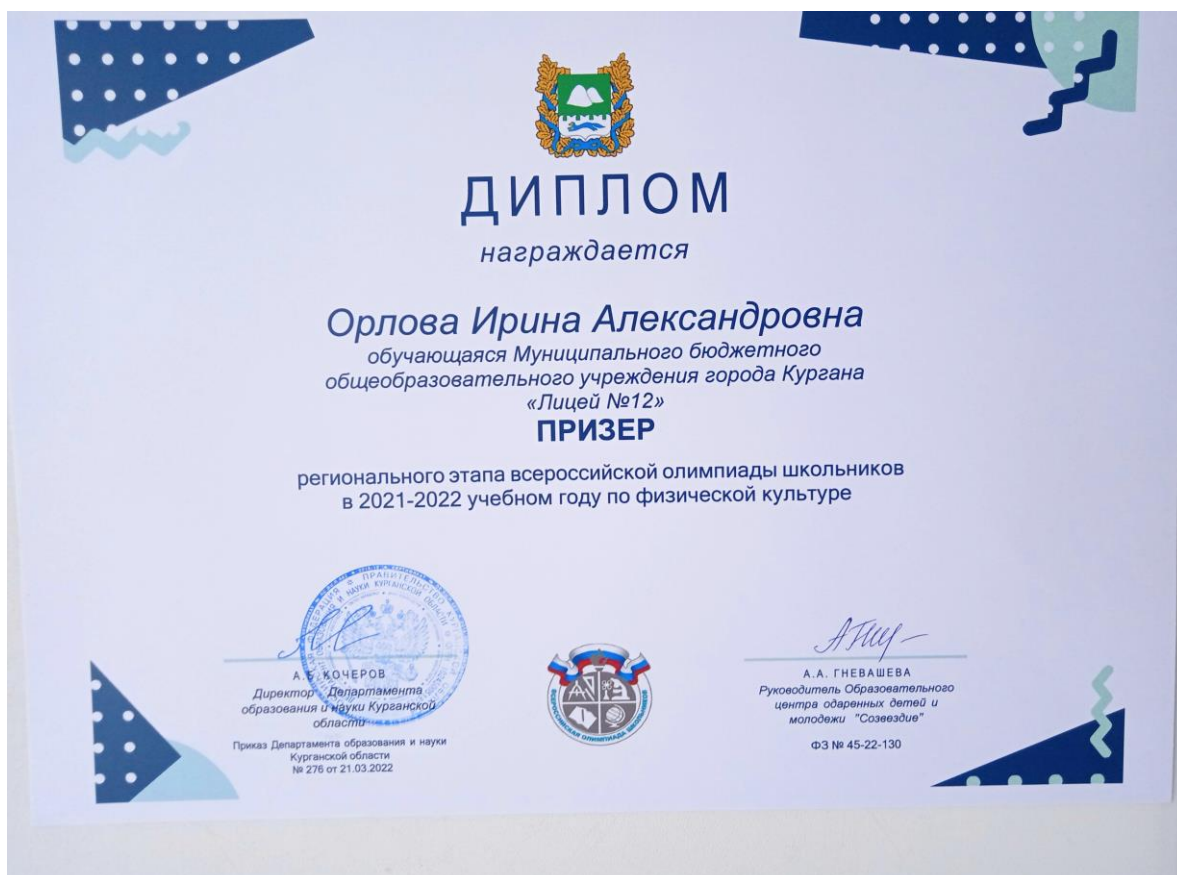 ДИПЛОМ
награждается
Орлова Ирина Александровна
обучающаяся Муниципального бюджетного
общеобразовательного учреждения города Кургана
«Лицей №12»
ПРИЗЕР
регионального этапа всероссийской олимпиады школьников
в 2021-2022 учебном году по физической культуре
А.Б. КОЧЕРОВ
Директор Департамента
образования и науки Курганской
области
Приказ Департамента образования и науки
Курганской области
№ 276 от 21.03.2022
ВСЕРОССИЙСКАЯ ОЛИМПИАДА ШКОЛЬНИКОВ
А.А. ГНЕВАШЕВА
Руководитель Образовательного
центра одаренных детей и
молодежи "Созвездие"
ФЗ № 45-22-130